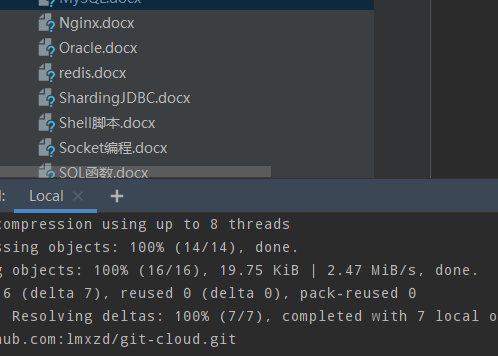 MySQL.docx
Nginx.docx
Oracle.docx
redis.docx
ShardingJDBC.docx
Shell脚本.docx
Socket编程.docx
SQL函数.docx
Local
compression using up to 8 threads
ssing objects: 100% (14/14), done.
g objects: 100% (16/16), 19.75 KiB | 2.47 MiB/s, done.
6 (delta 7), reused 0 (delta 0), pack-reused 0
Resolving deltas: 100% (7/7), completed with 7 local o
hub.com:lmxzd/git-cloud.git